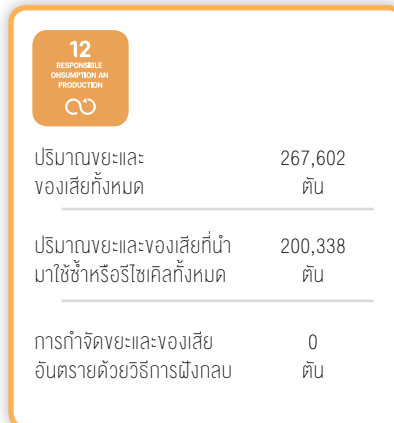 12
RESPONSIBLE
ONSUMPTION AN
PRODUCTION
ปริมาณขยะและ 267,602
ของเสียทั้งหมด ตัน
ปริมาณขยะและของเสียที่นำ 200,338
มาใช้ซ้ำหรือรีไซเคิลทั้งหมด ตัน
การกำจัดขยะและของเสีย 0
อันตรายด้วยวิธีการฝังกลบ ตัน